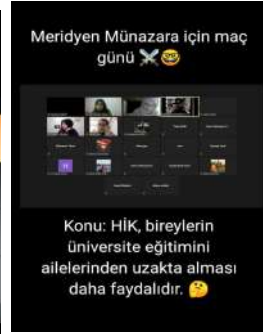 Meridyen Münazara için maç
günü ⚔️🤓
Konu: HİK, bireylerin
üniversite eğitimini
ailelerinden uzakta alması
daha faydalıdır. 🤔